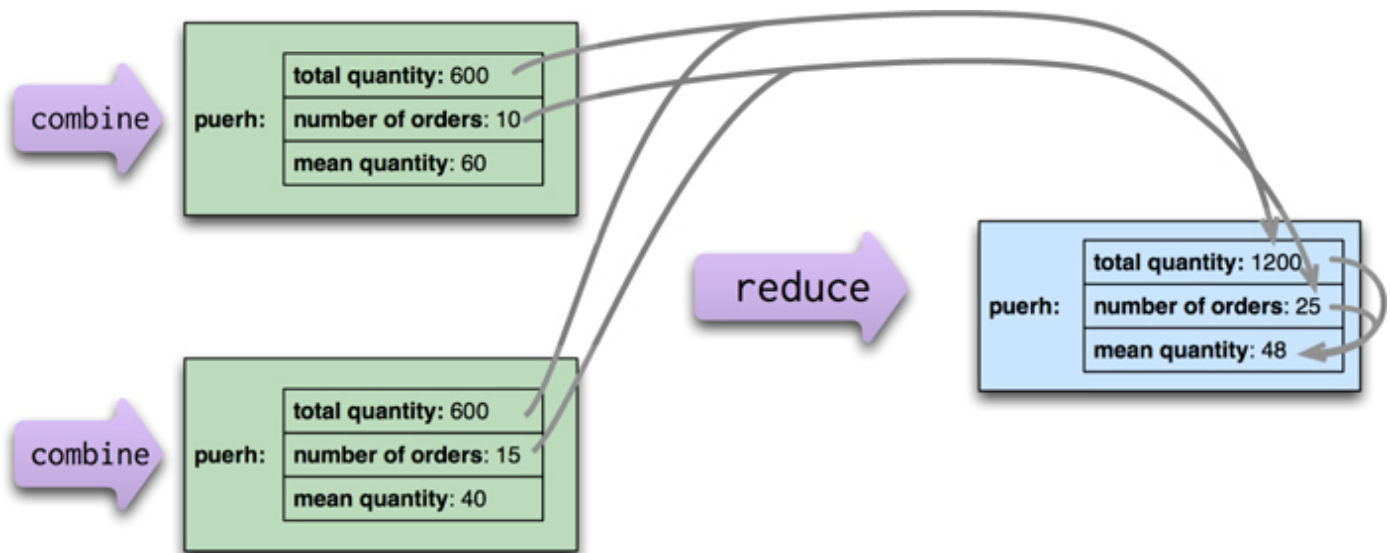 combine
puerh:
total quantity: 600
number of orders: 10
mean quantity: 60
reduce
puerh:
total quantity: 1200
number of orders: 25
mean quantity: 48
combine
puerh:
total quantity: 600
number of orders: 15
mean quantity: 40